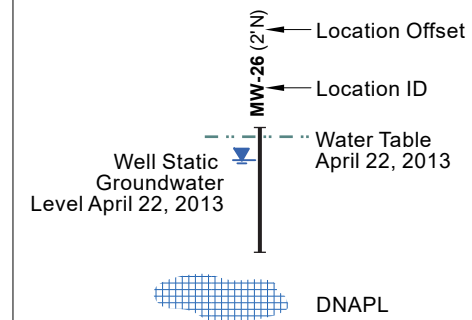 MW-26 (2'N)
Location Offset
Location ID
Water Table
April 22, 2013
Well Static
Groundwater
Level April 22, 2013
DNAPL